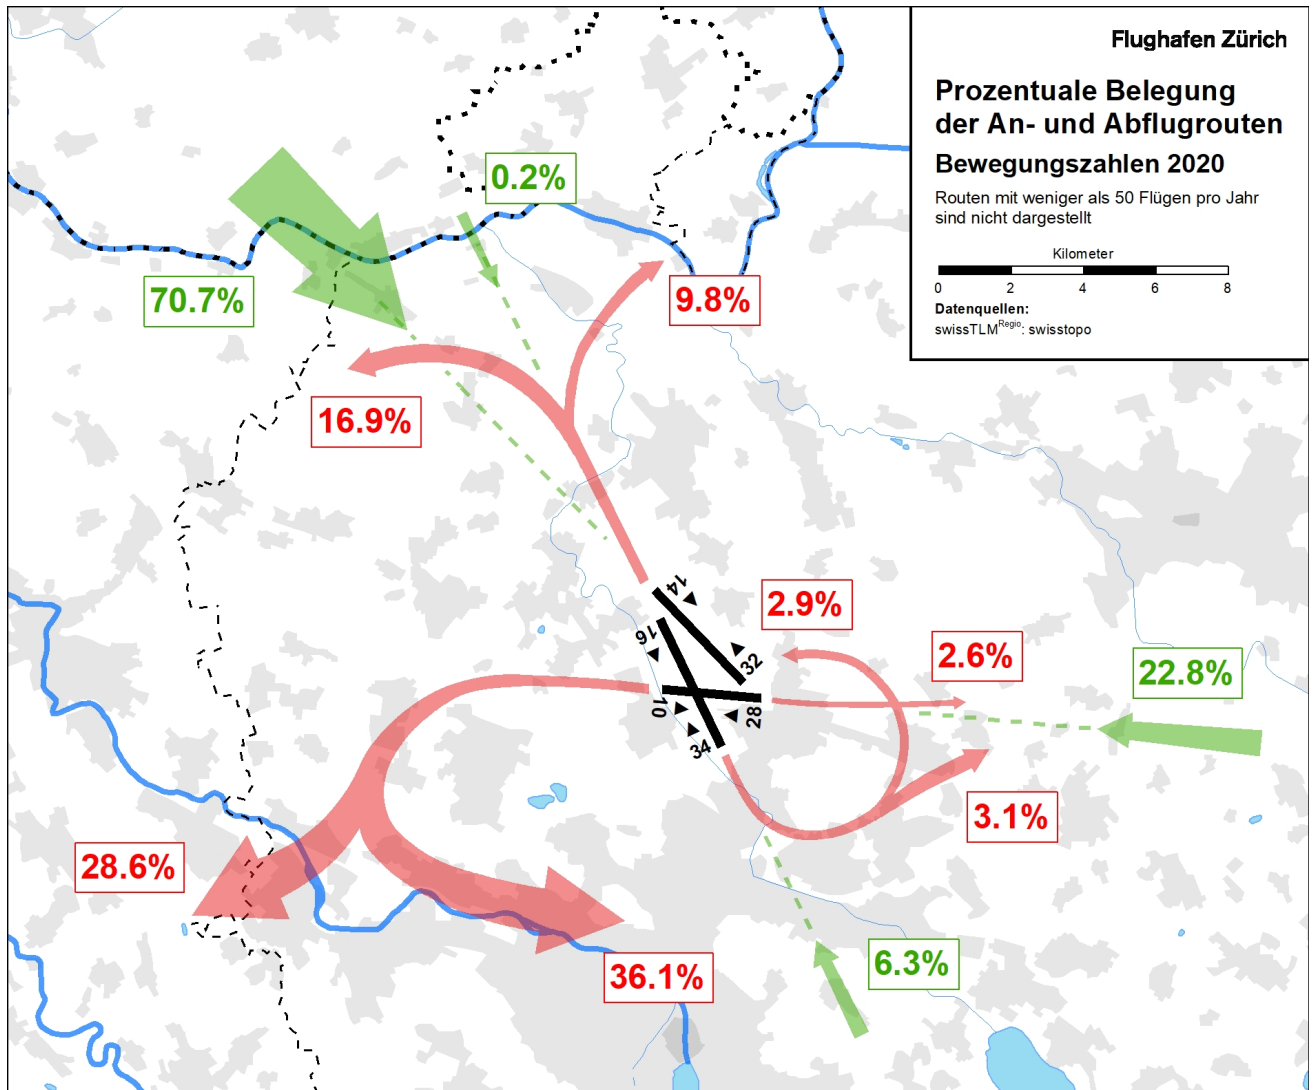 Flughafen Zürich
Prozentuale Belegung
der An- und Abflugrouten
Bewegungszahlen 2020
Routen mit weniger als 50 Flügen pro Jahr
sind nicht dargestellt
Kilometer
0 2 4 6 8
Datenquellen:
swissTLMRegio: swisstopo
0.2%
70.7%
9.8%
16.9%
14
2.9%
16
32
2.6%
22.8%
10
28
34
3.1%
28.6%
6.3%
36.1%